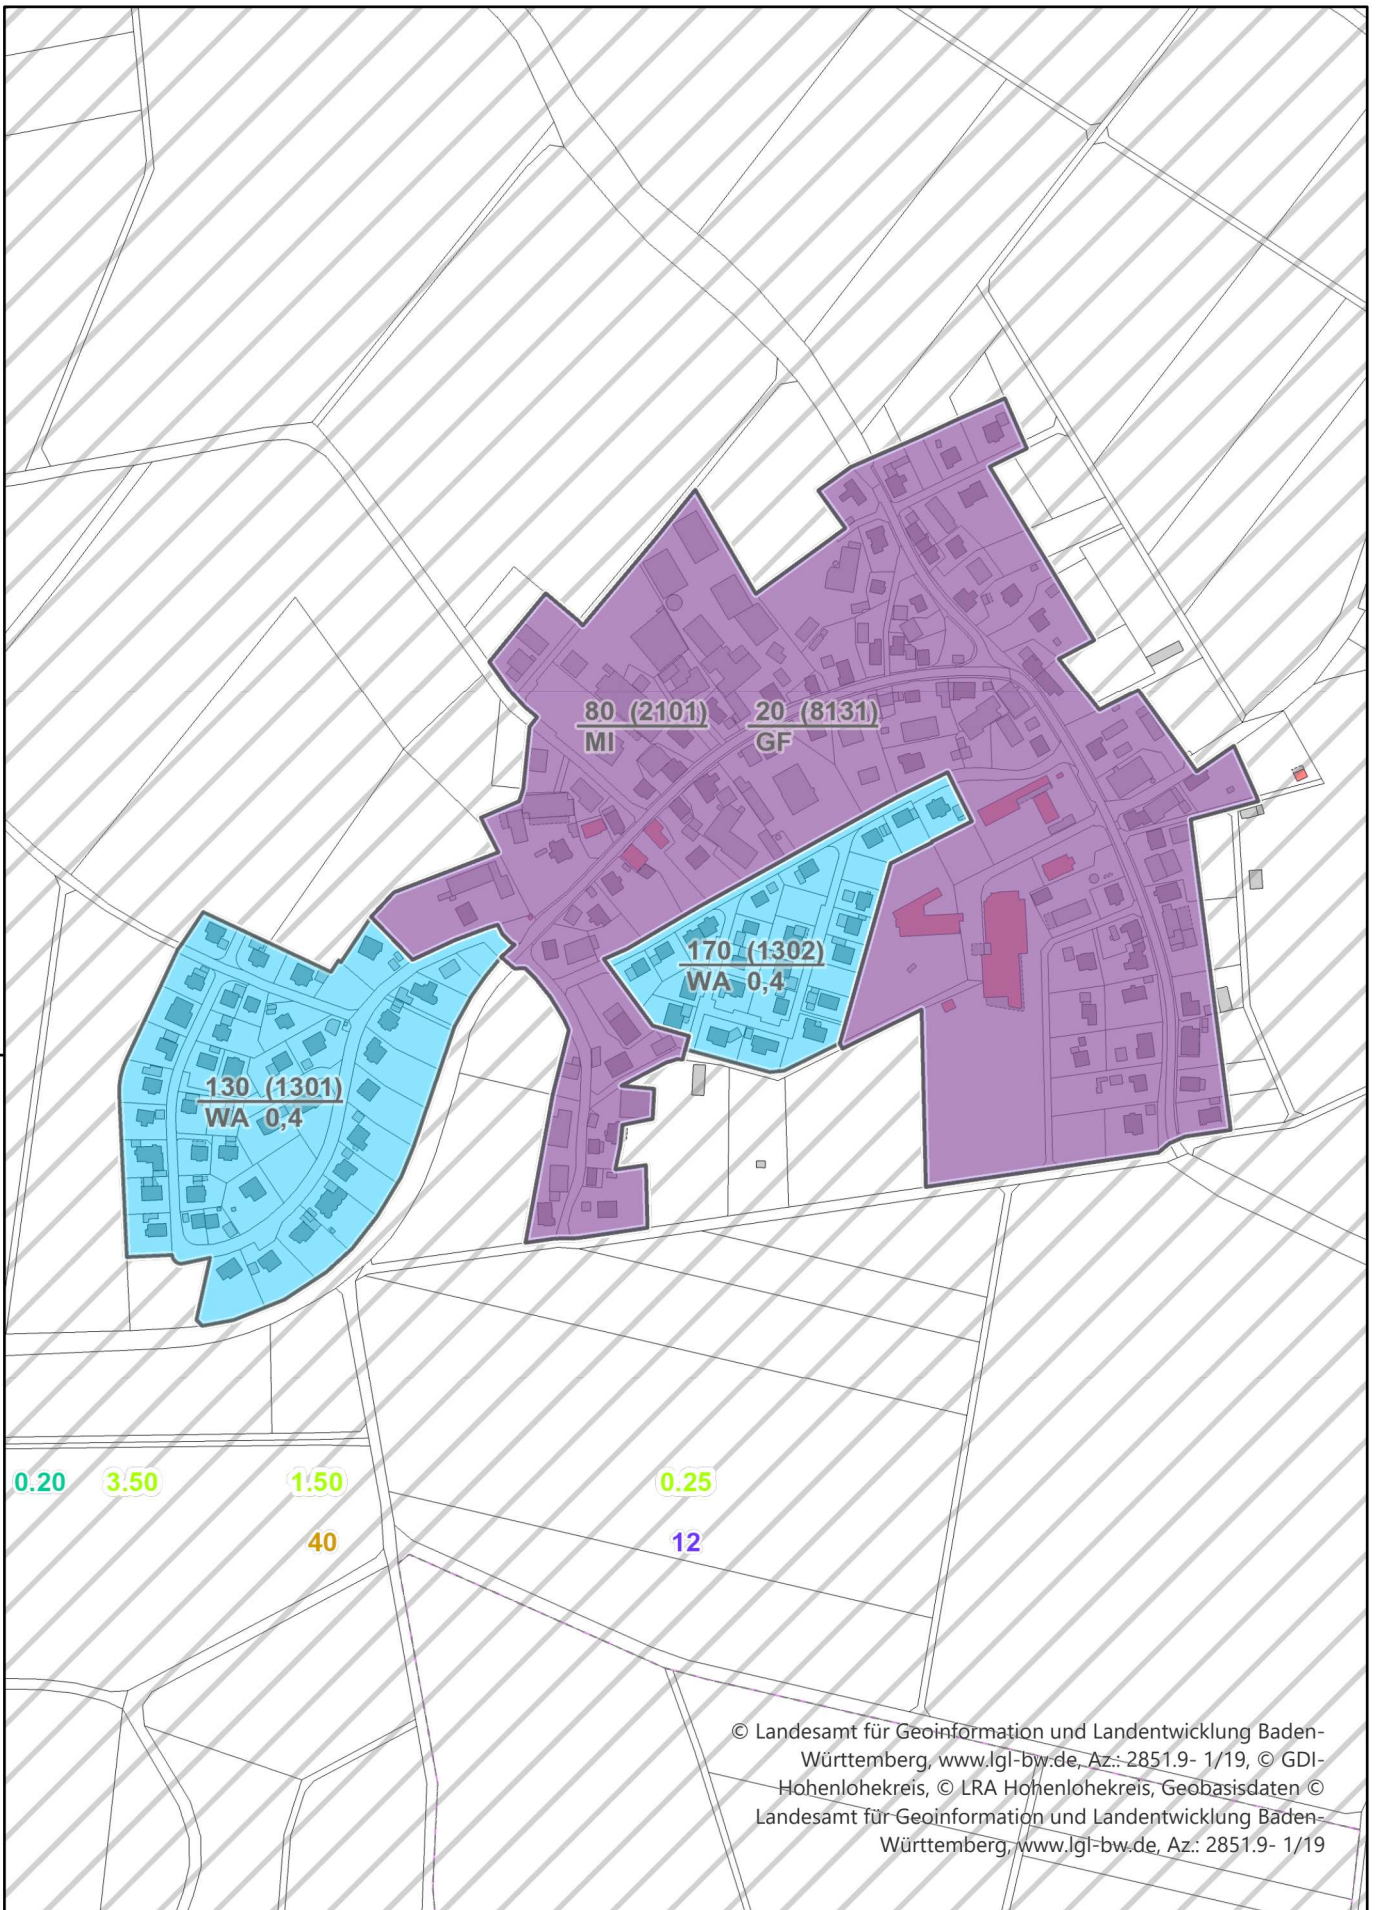 80 (2101)
MI
20 (8131)
GF
170 (1302)
WA 0,4
130 (1301)
WA 0,4
0.20 3.50 1.50 0.25
40 12
© Landesamt für Geoinformation und Landentwicklung Baden-
Württemberg, www.lgl-bw.de, Az.: 2851.9- 1/19, © GDI-
Hohenlohekreis, © LRA Hohenlohekreis, Geobasisdaten ©
Landesamt für Geoinformation und Landentwicklung Baden-
Württemberg, www.lgl-bw.de, Az.: 2851.9- 1/19